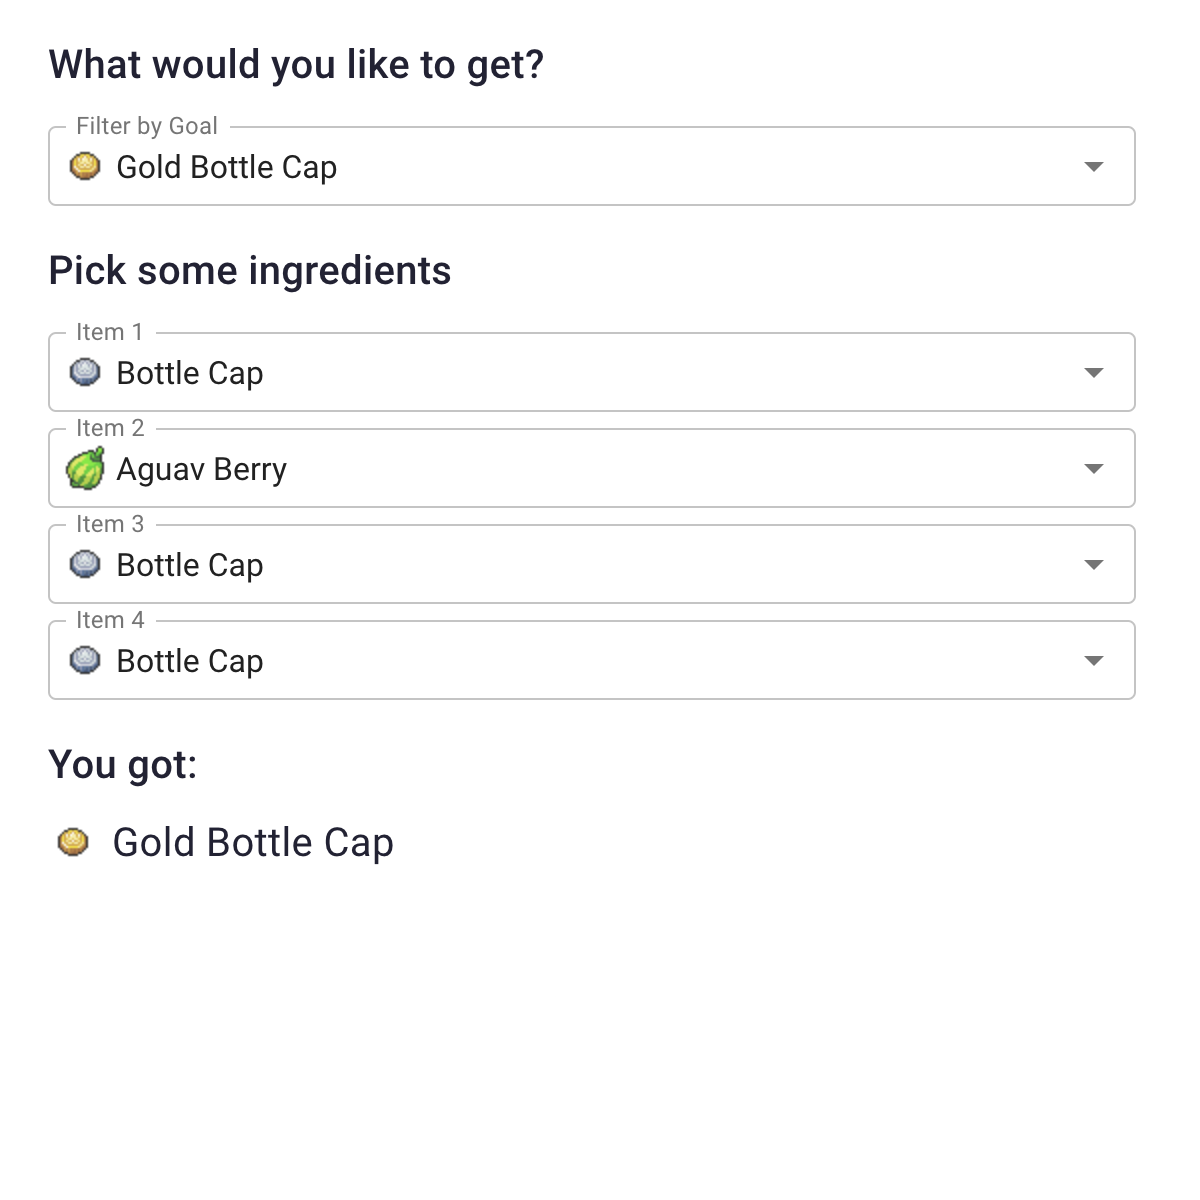 What would you like to get?
Filter by Goal
Gold Bottle Cap
Pick some ingredients
Item 1
Bottle Cap
Item 2
Aguav Berry
Item 3
Bottle Cap
Item 4
Bottle Cap
You got:
Gold Bottle Cap